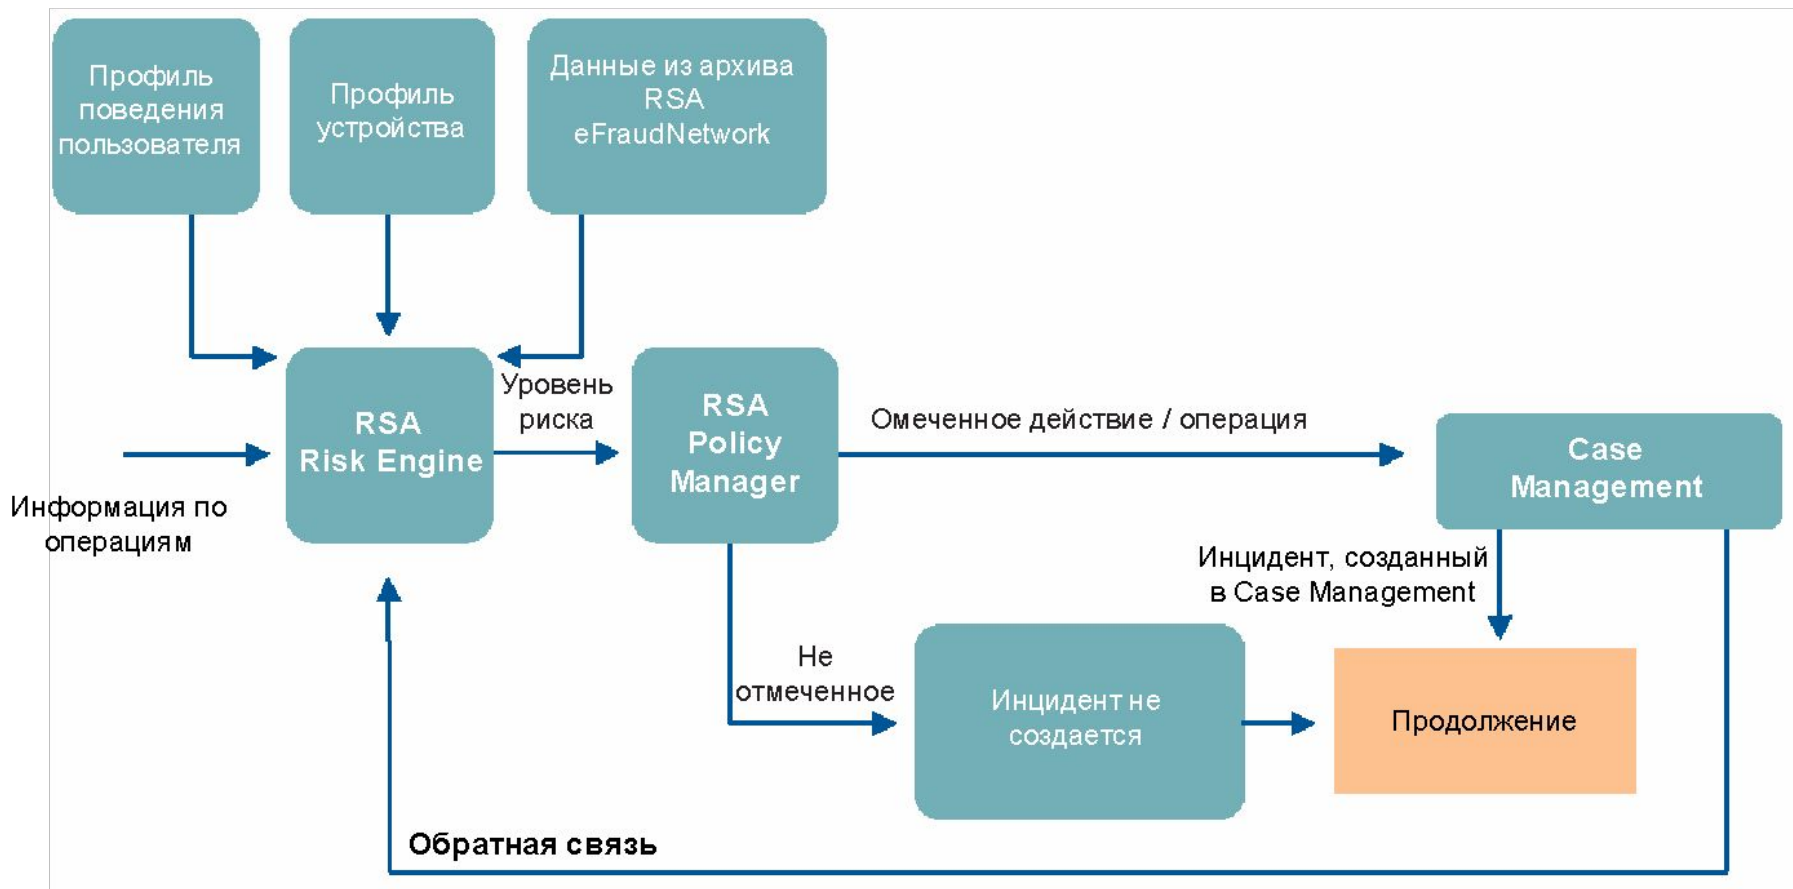 Профиль
поведения
пользователя
Профиль
устройства
Данные из архива
RSA
eFraudNetwork
Уровень
риска
RSA
Risk Engine
RSA
Policy
Manager
Омеченное действие / операция
Case
Management
Информация по
операциям
Инцидент, созданный
в Case Management
Не
отмеченное
Инцидент не
создается
Продолжение
Обратная связь